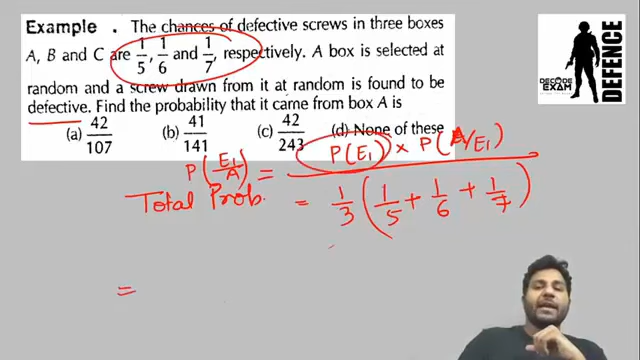 Example . The chances of defective screws in three boxes
A, B and C are 1/5, 1/6 and 1/7, respectively. A box is selected at
random and a screw drawn from it at random is found to be
defective. Find the probability that it came from box A is
(a) 42/107 (b) 41/141 (c) 42/243 (d) None of these
P(E1/A) = P(E1) × P(A/E1)
Total Prob. = 1/3 (1/5 + 1/6 + 1/7)
=
DECODE EXAM
DEFENCE